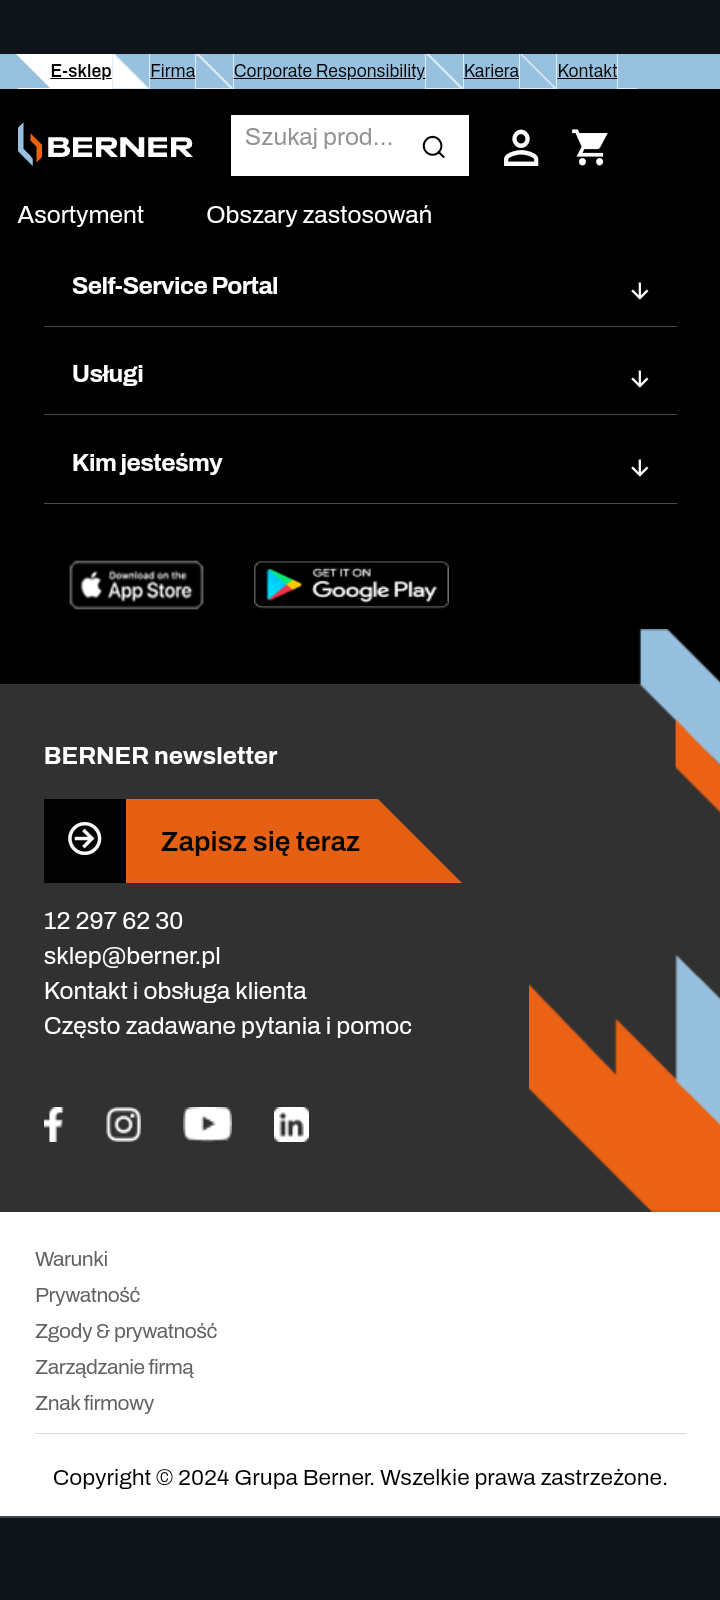 E-sklep Firma Corporate Responsibility Kariera Kontakt
BERNER Szukaj prod...
Asortyment Obszary zastosowań
Self-Service Portal
Usługi
Kim jesteśmy
Download on the
App Store
GET IT ON
Google Play
BERNER newsletter
Zapisz się teraz
12 297 62 30
sklep@berner.pl
Kontakt i obsługa klienta
Często zadawane pytania i pomoc
Warunki
Prywatność
Zgody & prywatność
Zarządzanie firmą
Znak firmowy
Copyright © 2024 Grupa Berner. Wszelkie prawa zastrzeżone.